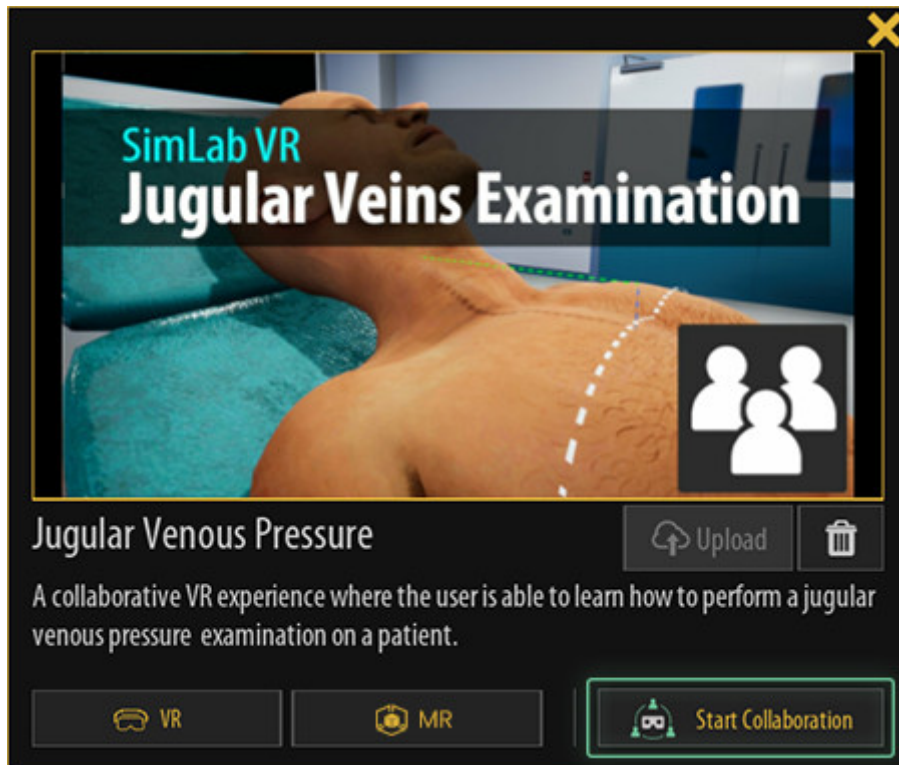 SimLab VR
Jugular Veins Examination
Jugular Venous Pressure
Upload
A collaborative VR experience where the user is able to learn how to perform a jugular
venous pressure examination on a patient.
VR
MR
Start Collaboration